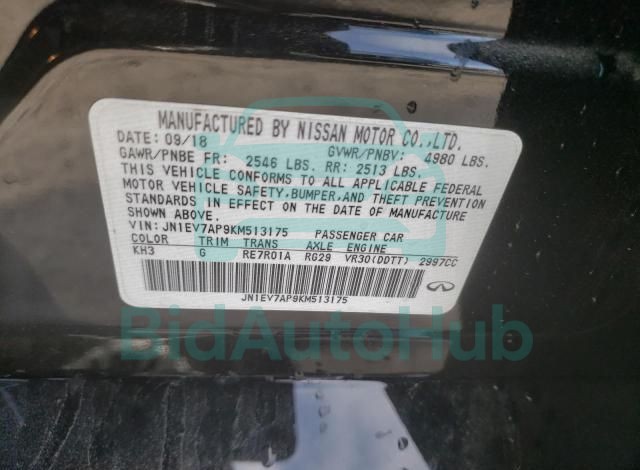 MANUFACTURED BY NISSAN MOTOR CO.,LTD.
DATE: 09/18 GVWR/PNBV: 4980 LBS.
GAWR/PNBE FR: 2546 LBS. RR: 2513 LBS.
THIS VEHICLE CONFORMS TO ALL APPLICABLE FEDERAL
MOTOR VEHICLE SAFETY,BUMPER,AND THEFT PREVENTION
STANDARDS IN EFFECT ON THE DATE OF MANUFACTURE
SHOWN ABOVE.
VIN: JN1EV7AP9KM513175 PASSENGER CAR
COLOR TRIM TRANS AXLE ENGINE
KH3 G RE7R01A RG29 VR30(DDTT) 2997CC
JN1EV7AP9KM513175
BidAutoHub